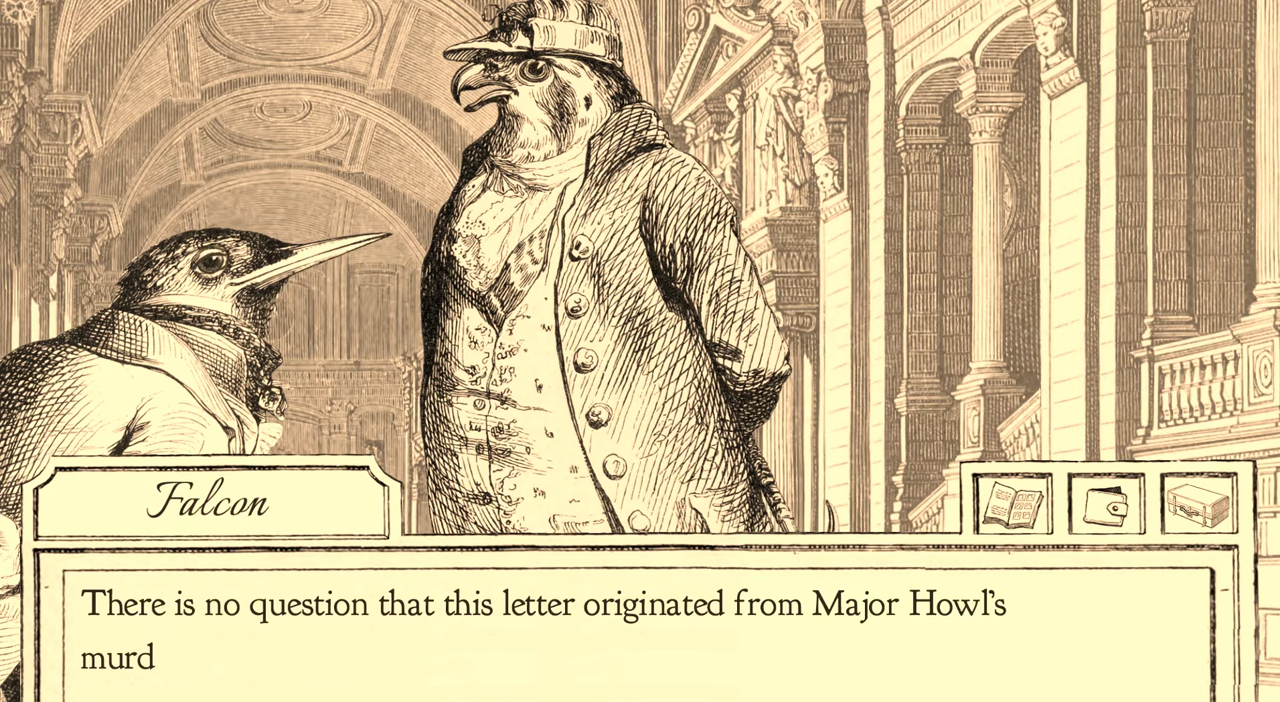 Falcon
There is no question that this letter originated from Major Howl's
murd